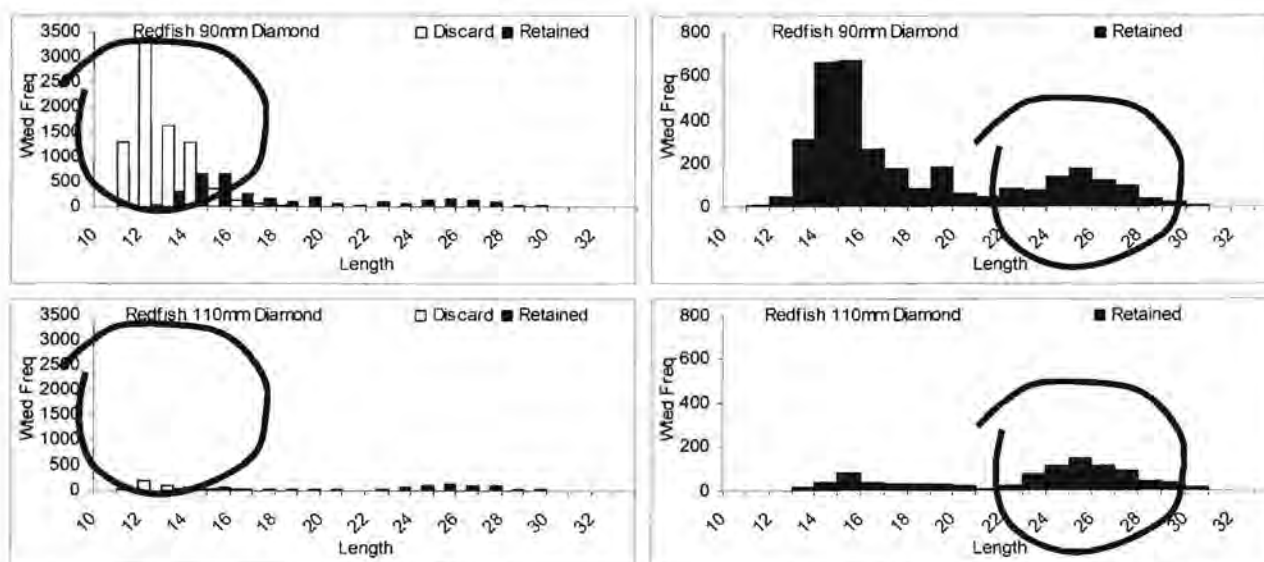 Redfish 90mm Diamond
Discard Retained
Wted Freq
3500
3000
2500
2000
1500
1000
500
0
10 12 14 16 18 20 22 24 26 28 30 32
Length
Redfish 90mm Diamond
Retained
Wted Freq
800
600
400
200
0
10 12 14 16 18 20 22 24 26 28 30 32
Length
Redfish 110mm Diamond
Discard Retained
Wted Freq
3500
3000
2500
2000
1500
1000
500
0
10 12 14 16 18 20 22 24 26 28 30 32
Length
Redfish 110mm Diamond
Retained
Wted Freq
800
600
400
200
0
10 12 14 16 18 20 22 24 26 28 30 32
Length